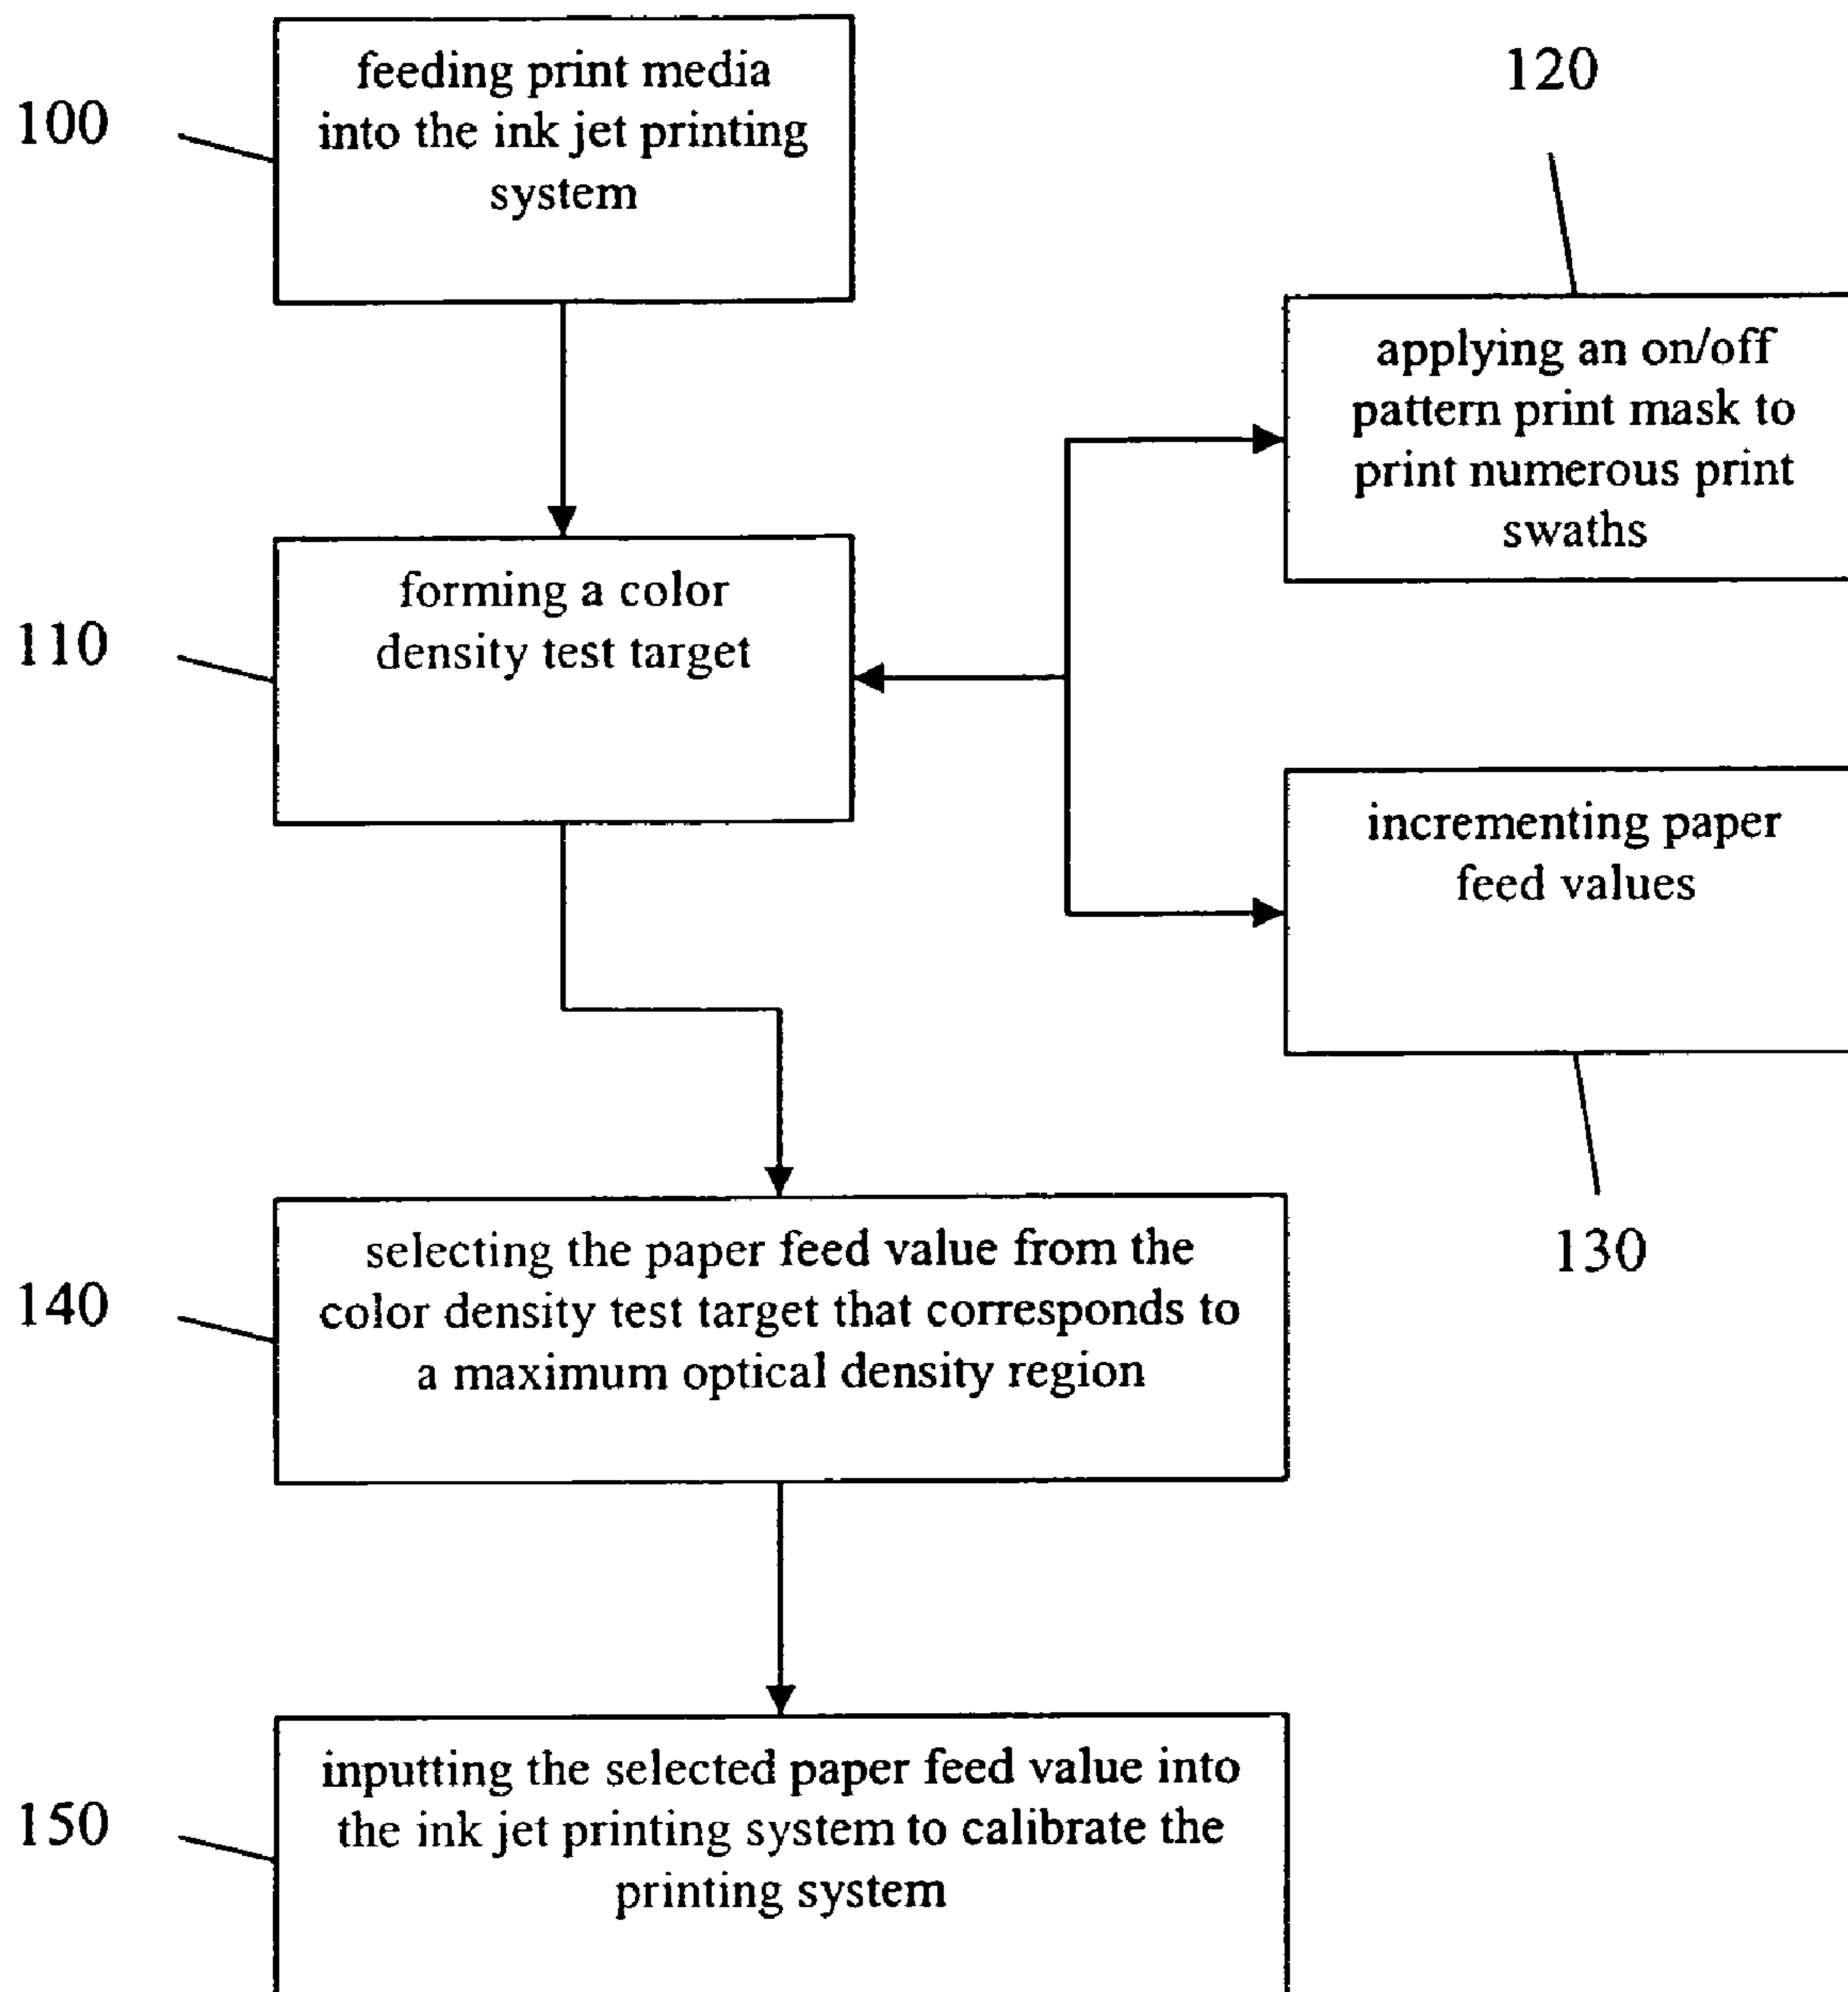 100
feeding print media
into the ink jet printing
system
120
applying an on/off
pattern print mask to
print numerous print
swaths
110
forming a color
density test target
incrementing paper
feed values
130
140
selecting the paper feed value from the
color density test target that corresponds to
a maximum optical density region
150
inputting the selected paper feed value into
the ink jet printing system to calibrate the
printing system